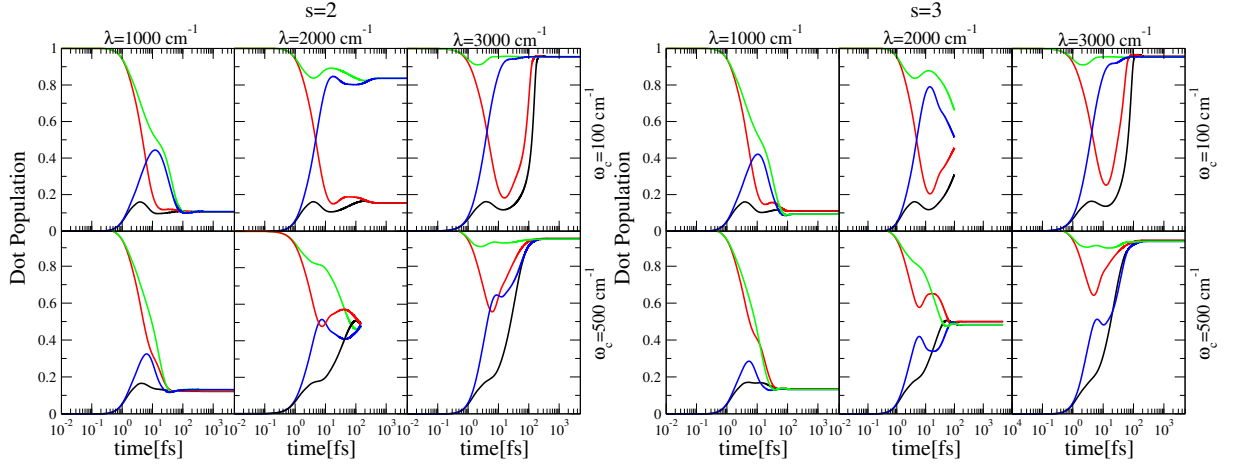 s=2
s=3
λ=1000 cm⁻¹ λ=2000 cm⁻¹ λ=3000 cm⁻¹
λ=1000 cm⁻¹ λ=2000 cm⁻¹ λ=3000 cm⁻¹
1
0.8
0.6
0.4
0.2
0
0.8
0.6
0.4
0.2
0
Dot Population
ω_c=100 cm⁻¹
ω_c=500 cm⁻¹
1
0.8
0.6
0.4
0.2
0
0.8
0.6
0.4
0.2
0
Dot Population
ω_c=100 cm⁻¹
ω_c=500 cm⁻¹
10⁻² 10⁻¹ 10⁰ 10¹ 10² 10³
10⁻¹ 10⁰ 10¹ 10² 10³
10⁻¹ 10⁰ 10¹ 10² 10³
time[fs] time[fs] time[fs]
10⁻² 10⁻¹ 10⁰ 10¹ 10² 10³
10⁻¹ 10⁰ 10¹ 10² 10³
10⁻¹ 10⁰ 10¹ 10² 10³
time[fs] time[fs] time[fs]